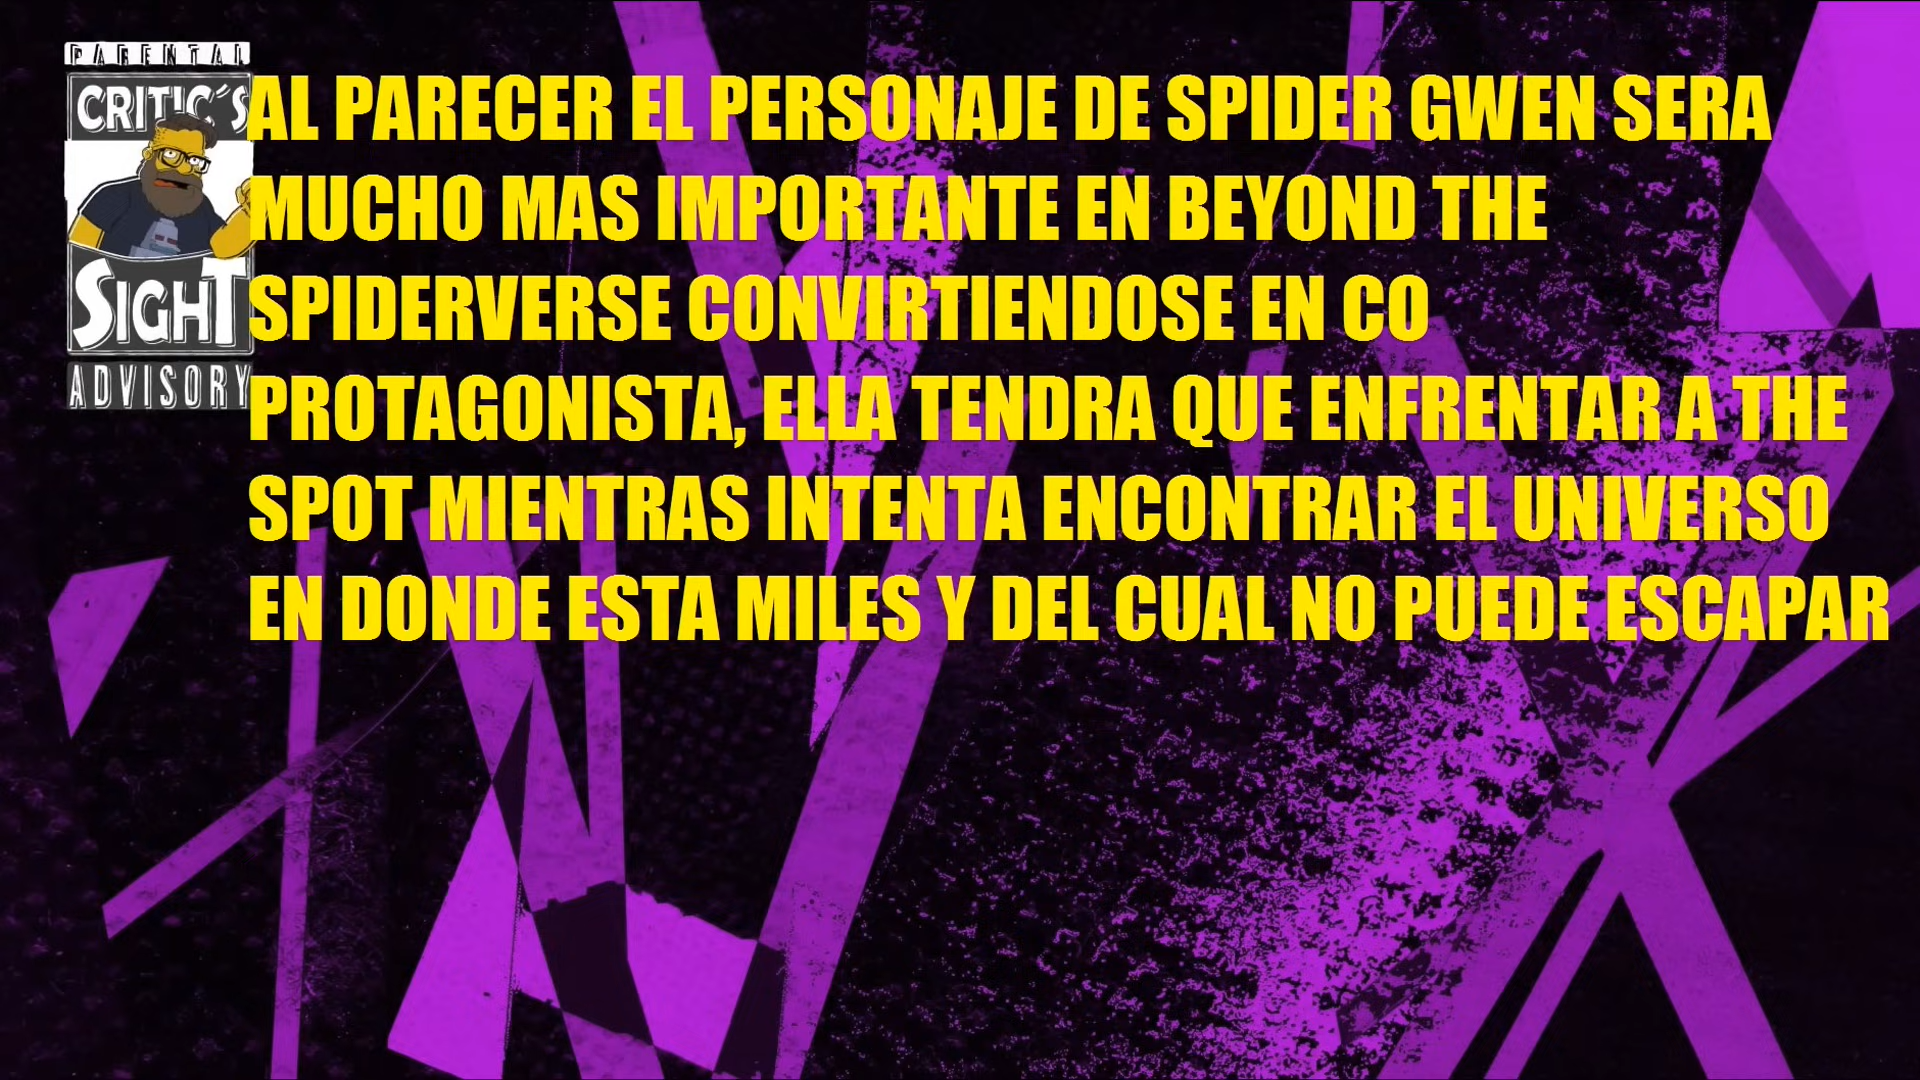 PARENTAL
CRITIC´S
SIGHT
ADVISORY
AL PARECER EL PERSONAJE DE SPIDER GWEN SERA
MUCHO MAS IMPORTANTE EN BEYOND THE
SPIDERVERSE CONVIRTIENDOSE EN CO
PROTAGONISTA, ELLA TENDRA QUE ENFRENTAR A THE
SPOT MIENTRAS INTENTA ENCONTRAR EL UNIVERSO
EN DONDE ESTA MILES Y DEL CUAL NO PUEDE ESCAPAR